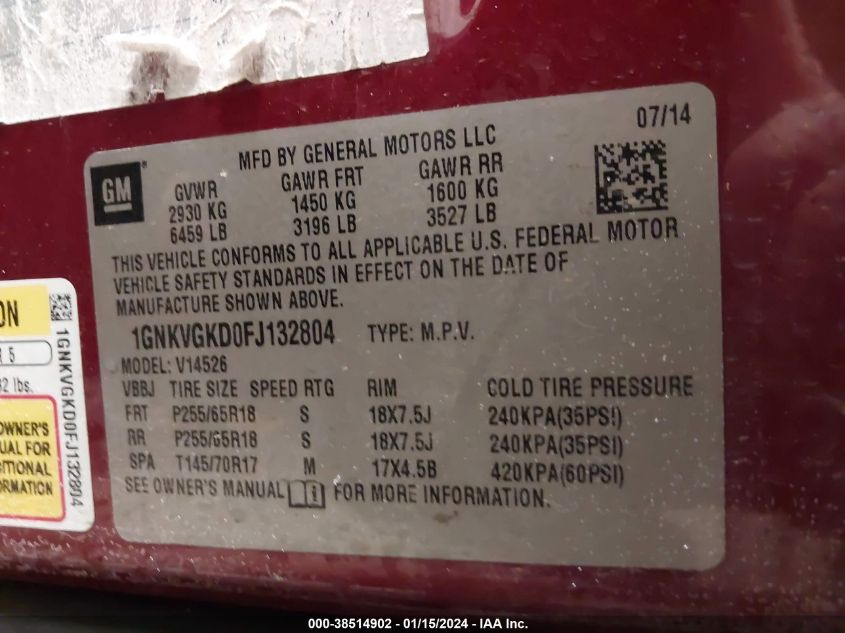 07/14
MFD BY GENERAL MOTORS LLC
GM
GVWR GAWR FRT GAWR RR
2930 KG 1450 KG 1600 KG
6459 LB 3196 LB 3527 LB
THIS VEHICLE CONFORMS TO ALL APPLICABLE U.S. FEDERAL MOTOR
VEHICLE SAFETY STANDARDS IN EFFECT ON THE DATE OF
MANUFACTURE SHOWN ABOVE.
1GNKVGKD0FJ132804 TYPE: M.P.V.
MODEL: V14526
VBBJ TIRE SIZE SPEED RTG RIM COLD TIRE PRESSURE
FRT P255/65R18 S 18X7.5J 240KPA(35PSI)
RR P255/65R18 S 18X7.5J 240KPA(35PSI)
SPA T145/70R17 M 17X4.5B 420KPA(60PSI)
SEE OWNER'S MANUAL FOR MORE INFORMATION.
ON
R 5
lbs.
OWNER'S
UAL FOR
ITIONAL
MATION
1GNKVGKD0FJ132804
000-38514902 - 01/15/2024 - IAA Inc.